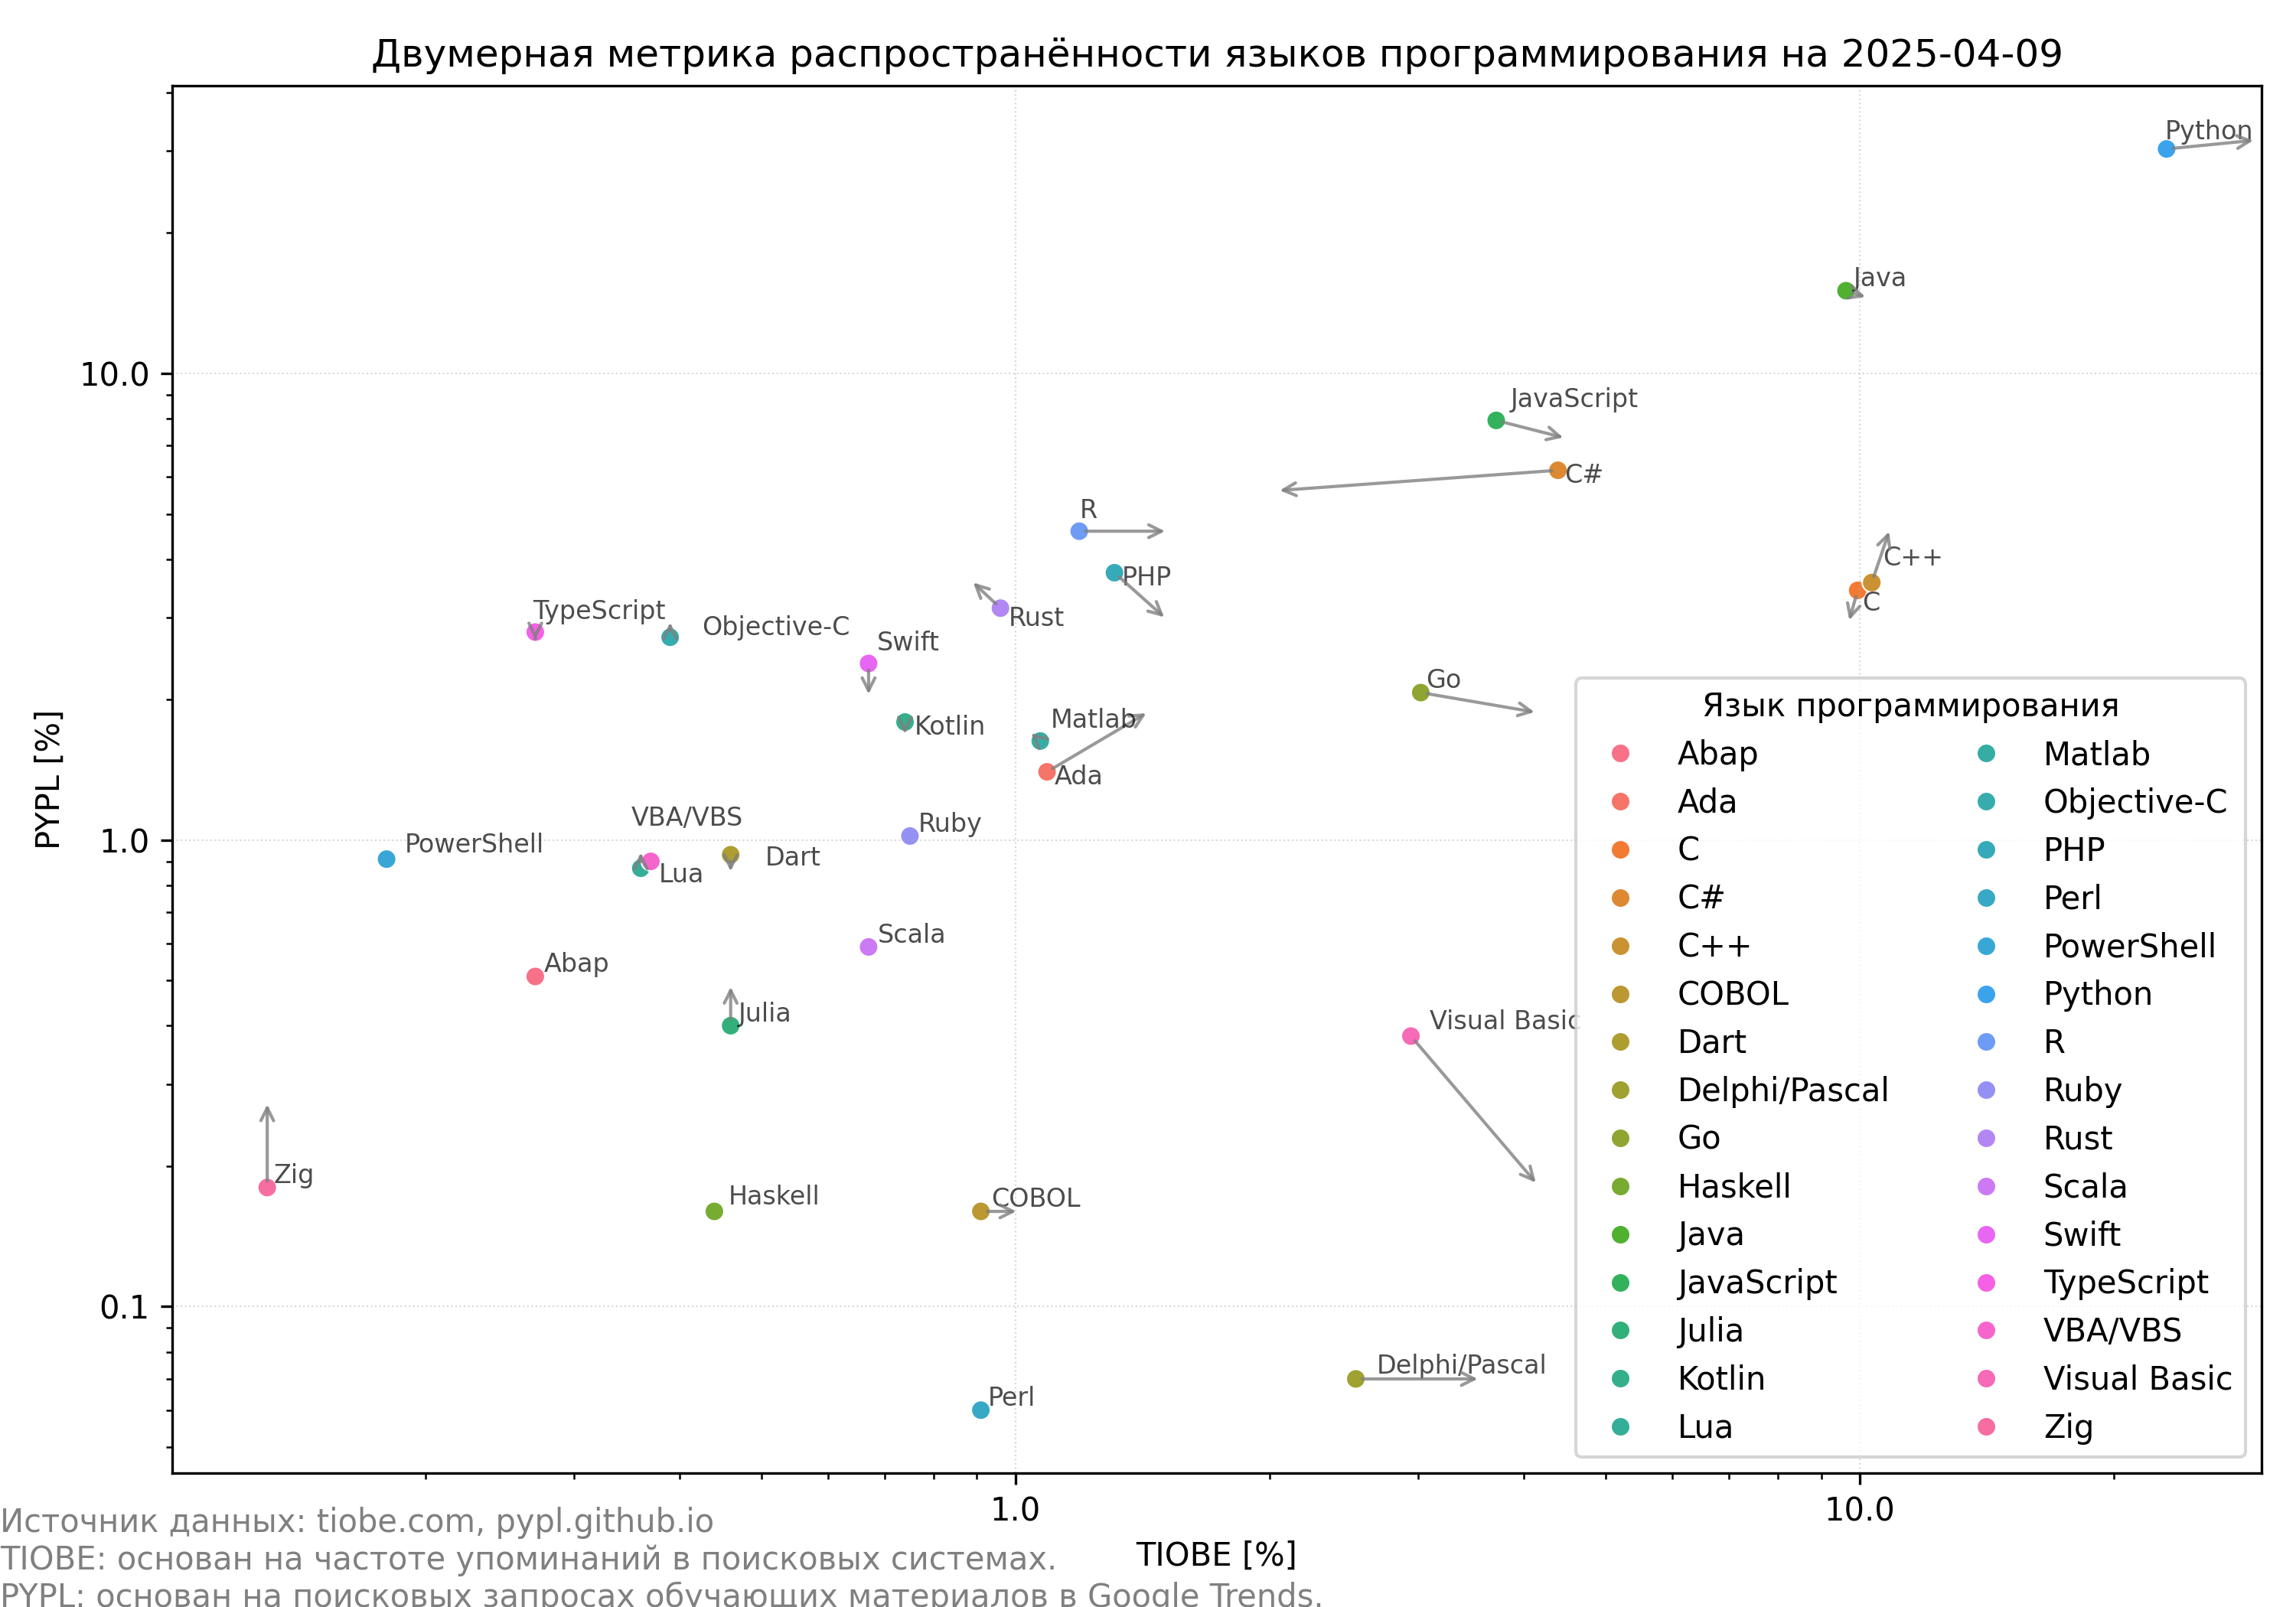 Двумерная метрика распространённости языков программирования на 2025-04-09
Python
Java
10.0
JavaScript
C#
R
C++
PHP
C
TypeScript
Rust
Objective-C
Swift
Go
Kotlin
Matlab
Ada
PYPL [%]
VBA/VBS
Ruby
1.0
PowerShell
Dart
Lua
Scala
Abap
Julia
Visual Basic
Zig
Haskell
COBOL
0.1
Delphi/Pascal
Perl
Язык программирования
Abap
Ada
C
C#
C++
COBOL
Dart
Delphi/Pascal
Go
Haskell
Java
JavaScript
Julia
Kotlin
Lua
Matlab
Objective-C
PHP
Perl
PowerShell
Python
R
Ruby
Rust
Scala
Swift
TypeScript
VBA/VBS
Visual Basic
Zig
1.0
10.0
TIOBE [%]
Источник данных: tiobe.com, pypl.github.io
TIOBE: основан на частоте упоминаний в поисковых системах.
PYPL: основан на поисковых запросах обучающих материалов в Google Trends.